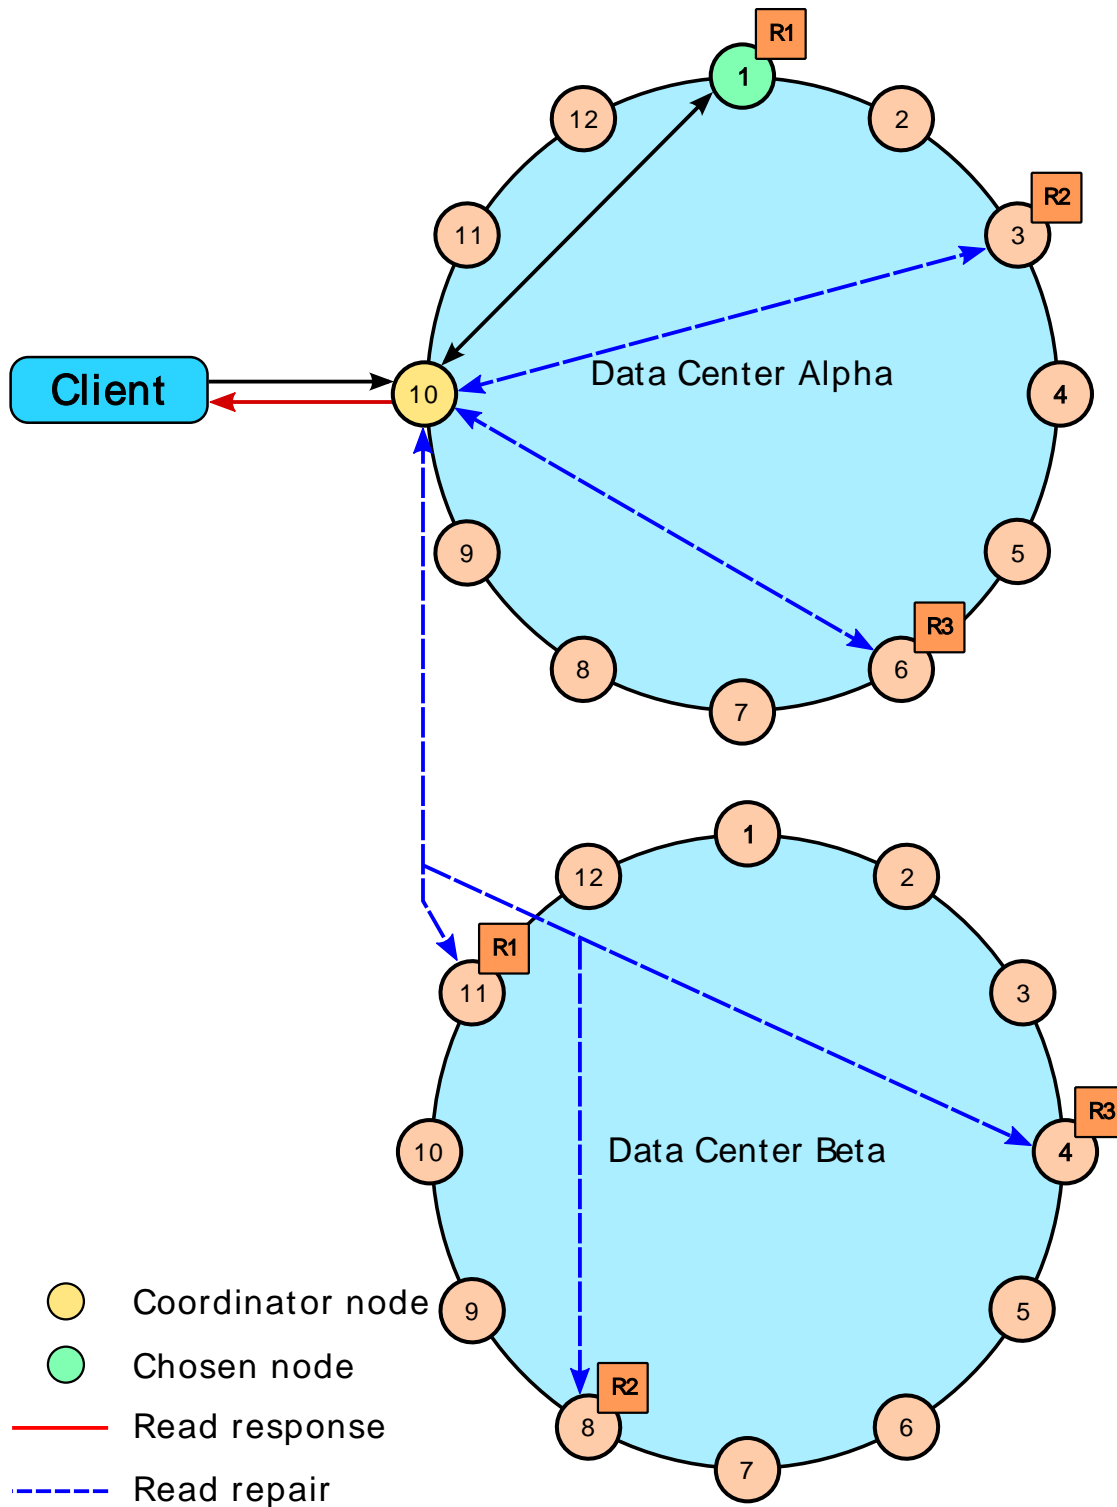 R1
1
12
2
R2
11
3
Data Center Alpha
Client
10
4
9
5
R3
8
6
7
1
12
2
R1
11
3
R3
10
Data Center Beta
4
Coordinator node
9
5
Chosen node
R2
Read response
8
6
7
Read repair